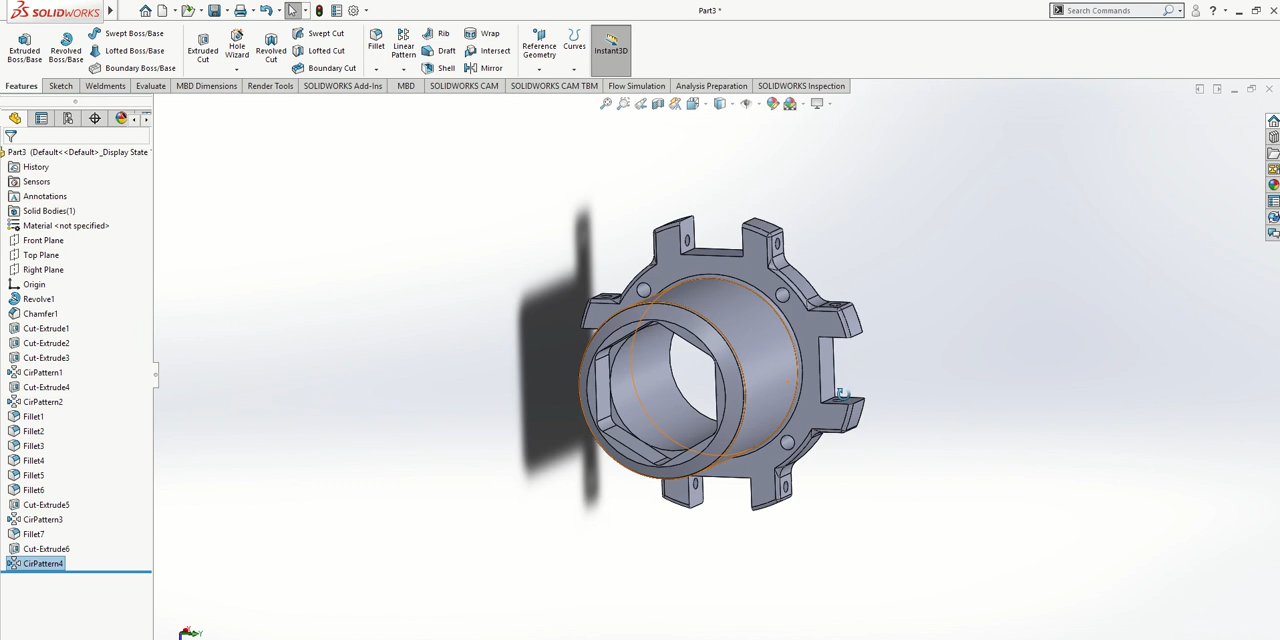 SOLIDWORKS
Part3 *
Search Commands
?
Extruded Boss/Base
Revolved Boss/Base
Swept Boss/Base
Lofted Boss/Base
Boundary Boss/Base
Extruded Cut
Hole Wizard
Revolved Cut
Swept Cut
Lofted Cut
Boundary Cut
Fillet
Linear Pattern
Rib
Draft
Shell
Wrap
Intersect
Mirror
Reference Geometry
Curves
Instant3D
Features
Sketch
Weldments
Evaluate
MBD Dimensions
Render Tools
SOLIDWORKS Add-Ins
MBD
SOLIDWORKS CAM
SOLIDWORKS CAM TBM
Flow Simulation
Analysis Preparation
SOLIDWORKS Inspection
Part3 (Default<<Default>_Display State
History
Sensors
Annotations
Solid Bodies(1)
Material <not specified>
Front Plane
Top Plane
Right Plane
Origin
Revolve1
Chamfer1
Cut-Extrude1
Cut-Extrude2
Cut-Extrude3
CirPattern1
Cut-Extrude4
CirPattern2
Fillet1
Fillet2
Fillet3
Fillet4
Fillet5
Fillet6
Cut-Extrude5
CirPattern3
Fillet7
Cut-Extrude6
CirPattern4